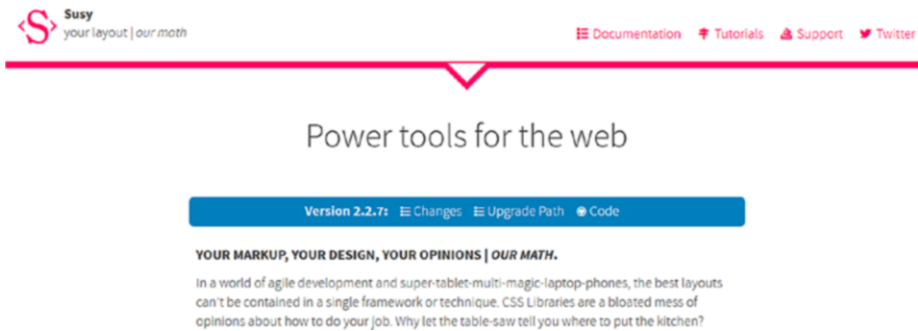 Susy
your layout | our math
Documentation Tutorials Support Twitter
Power tools for the web
Version 2.2.7: Changes Upgrade Path Code
YOUR MARKUP, YOUR DESIGN, YOUR OPINIONS | OUR MATH.
In a world of agile development and super-tablet-multi-magic-laptop-phones, the best layouts
can't be contained in a single framework or technique. CSS Libraries are a bloated mess of
opinions about how to do your job. Why let the table-saw tell you where to put the kitchen?